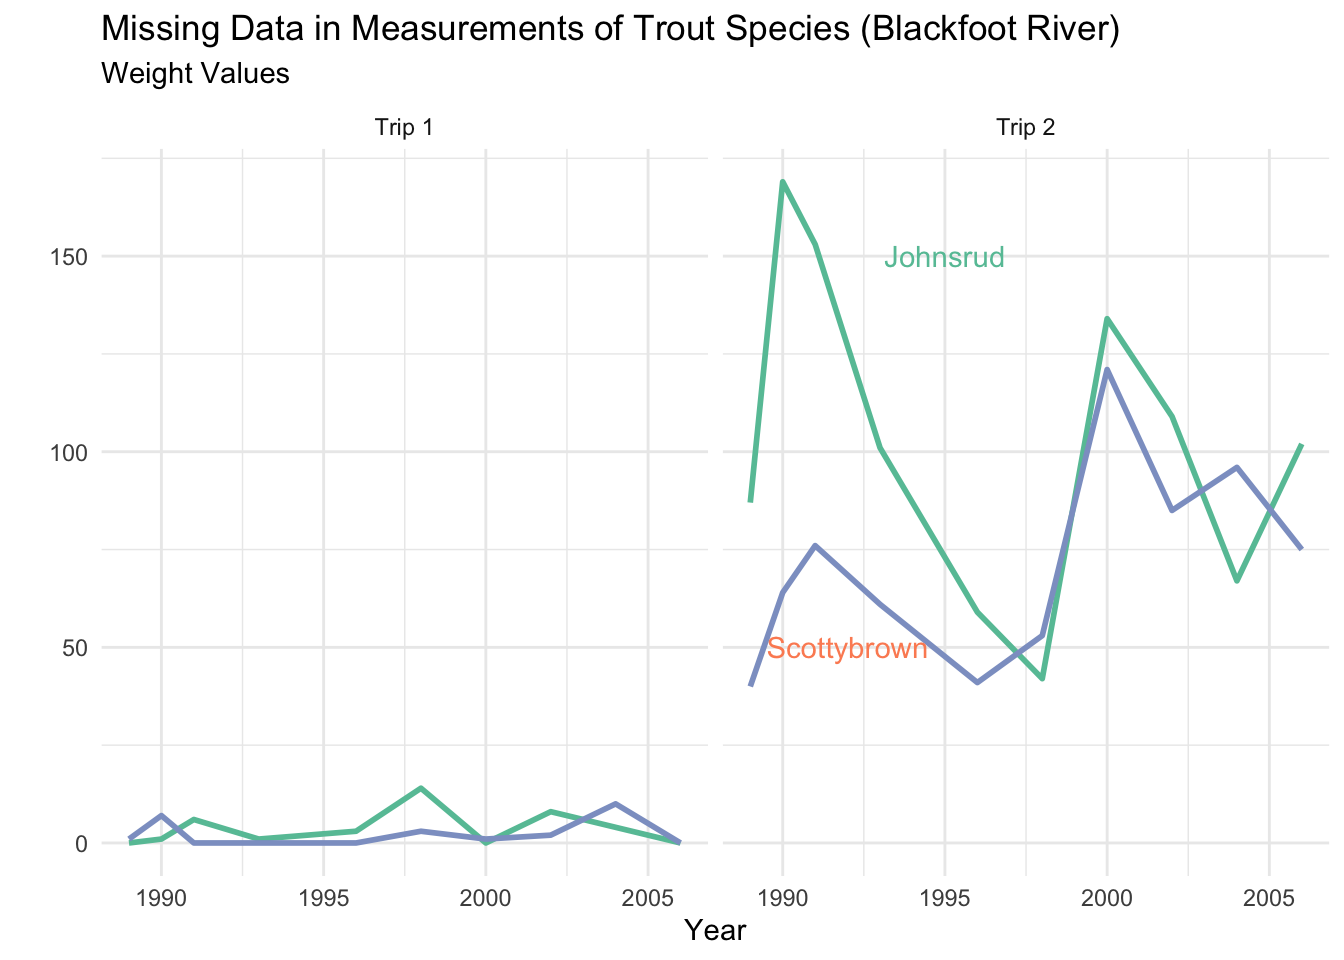 Missing Data in Measurements of Trout Species (Blackfoot River)
Weight Values
Trip 1
Trip 2
150
100
50
0
Johnsrud
Scottybrown
1990 1995 2000 2005
1990 1995 2000 2005
Year